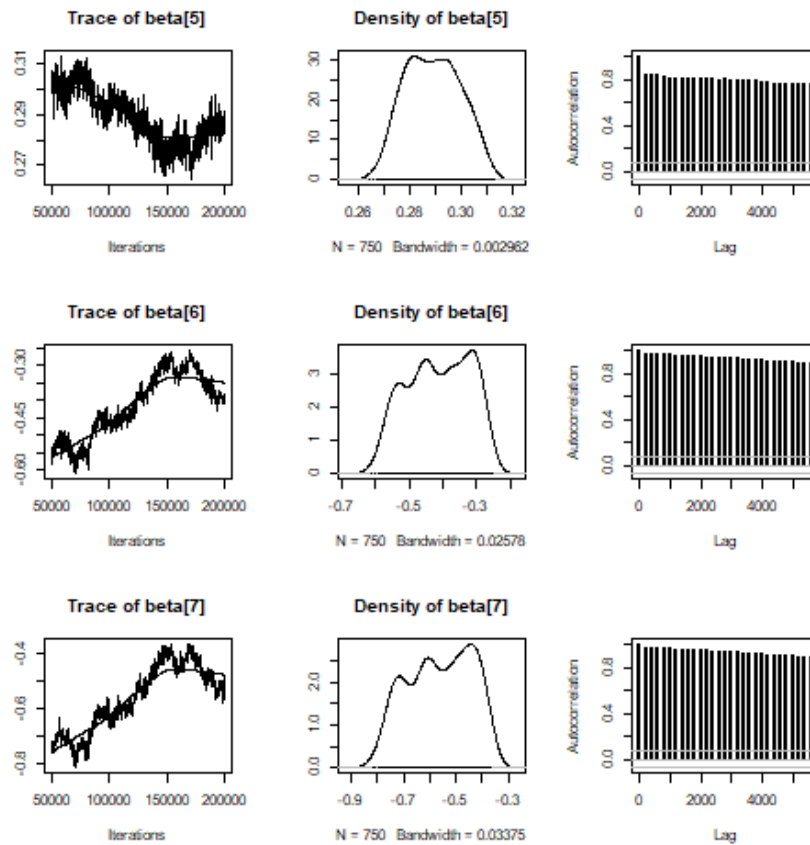 Trace of beta[5]
Density of beta[5]
0.27 0.29 0.31
50000 100000 150000 200000
Iterations
0 10 20 30
0.26 0.28 0.30 0.32
N = 750 Bandwidth = 0.002962
Autocorrelation
0.0 0.4 0.8
0 2000 4000
Lag
Trace of beta[6]
Density of beta[6]
-0.60 -0.45 -0.30
50000 100000 150000 200000
Iterations
0 1 2 3
-0.7 -0.5 -0.3
N = 750 Bandwidth = 0.02578
Autocorrelation
0.0 0.4 0.8
0 2000 4000
Lag
Trace of beta[7]
Density of beta[7]
-0.8 -0.6 -0.4
50000 100000 150000 200000
Iterations
0.0 1.0 2.0
-0.9 -0.7 -0.5 -0.3
N = 750 Bandwidth = 0.03375
Autocorrelation
0.0 0.4 0.8
0 2000 4000
Lag